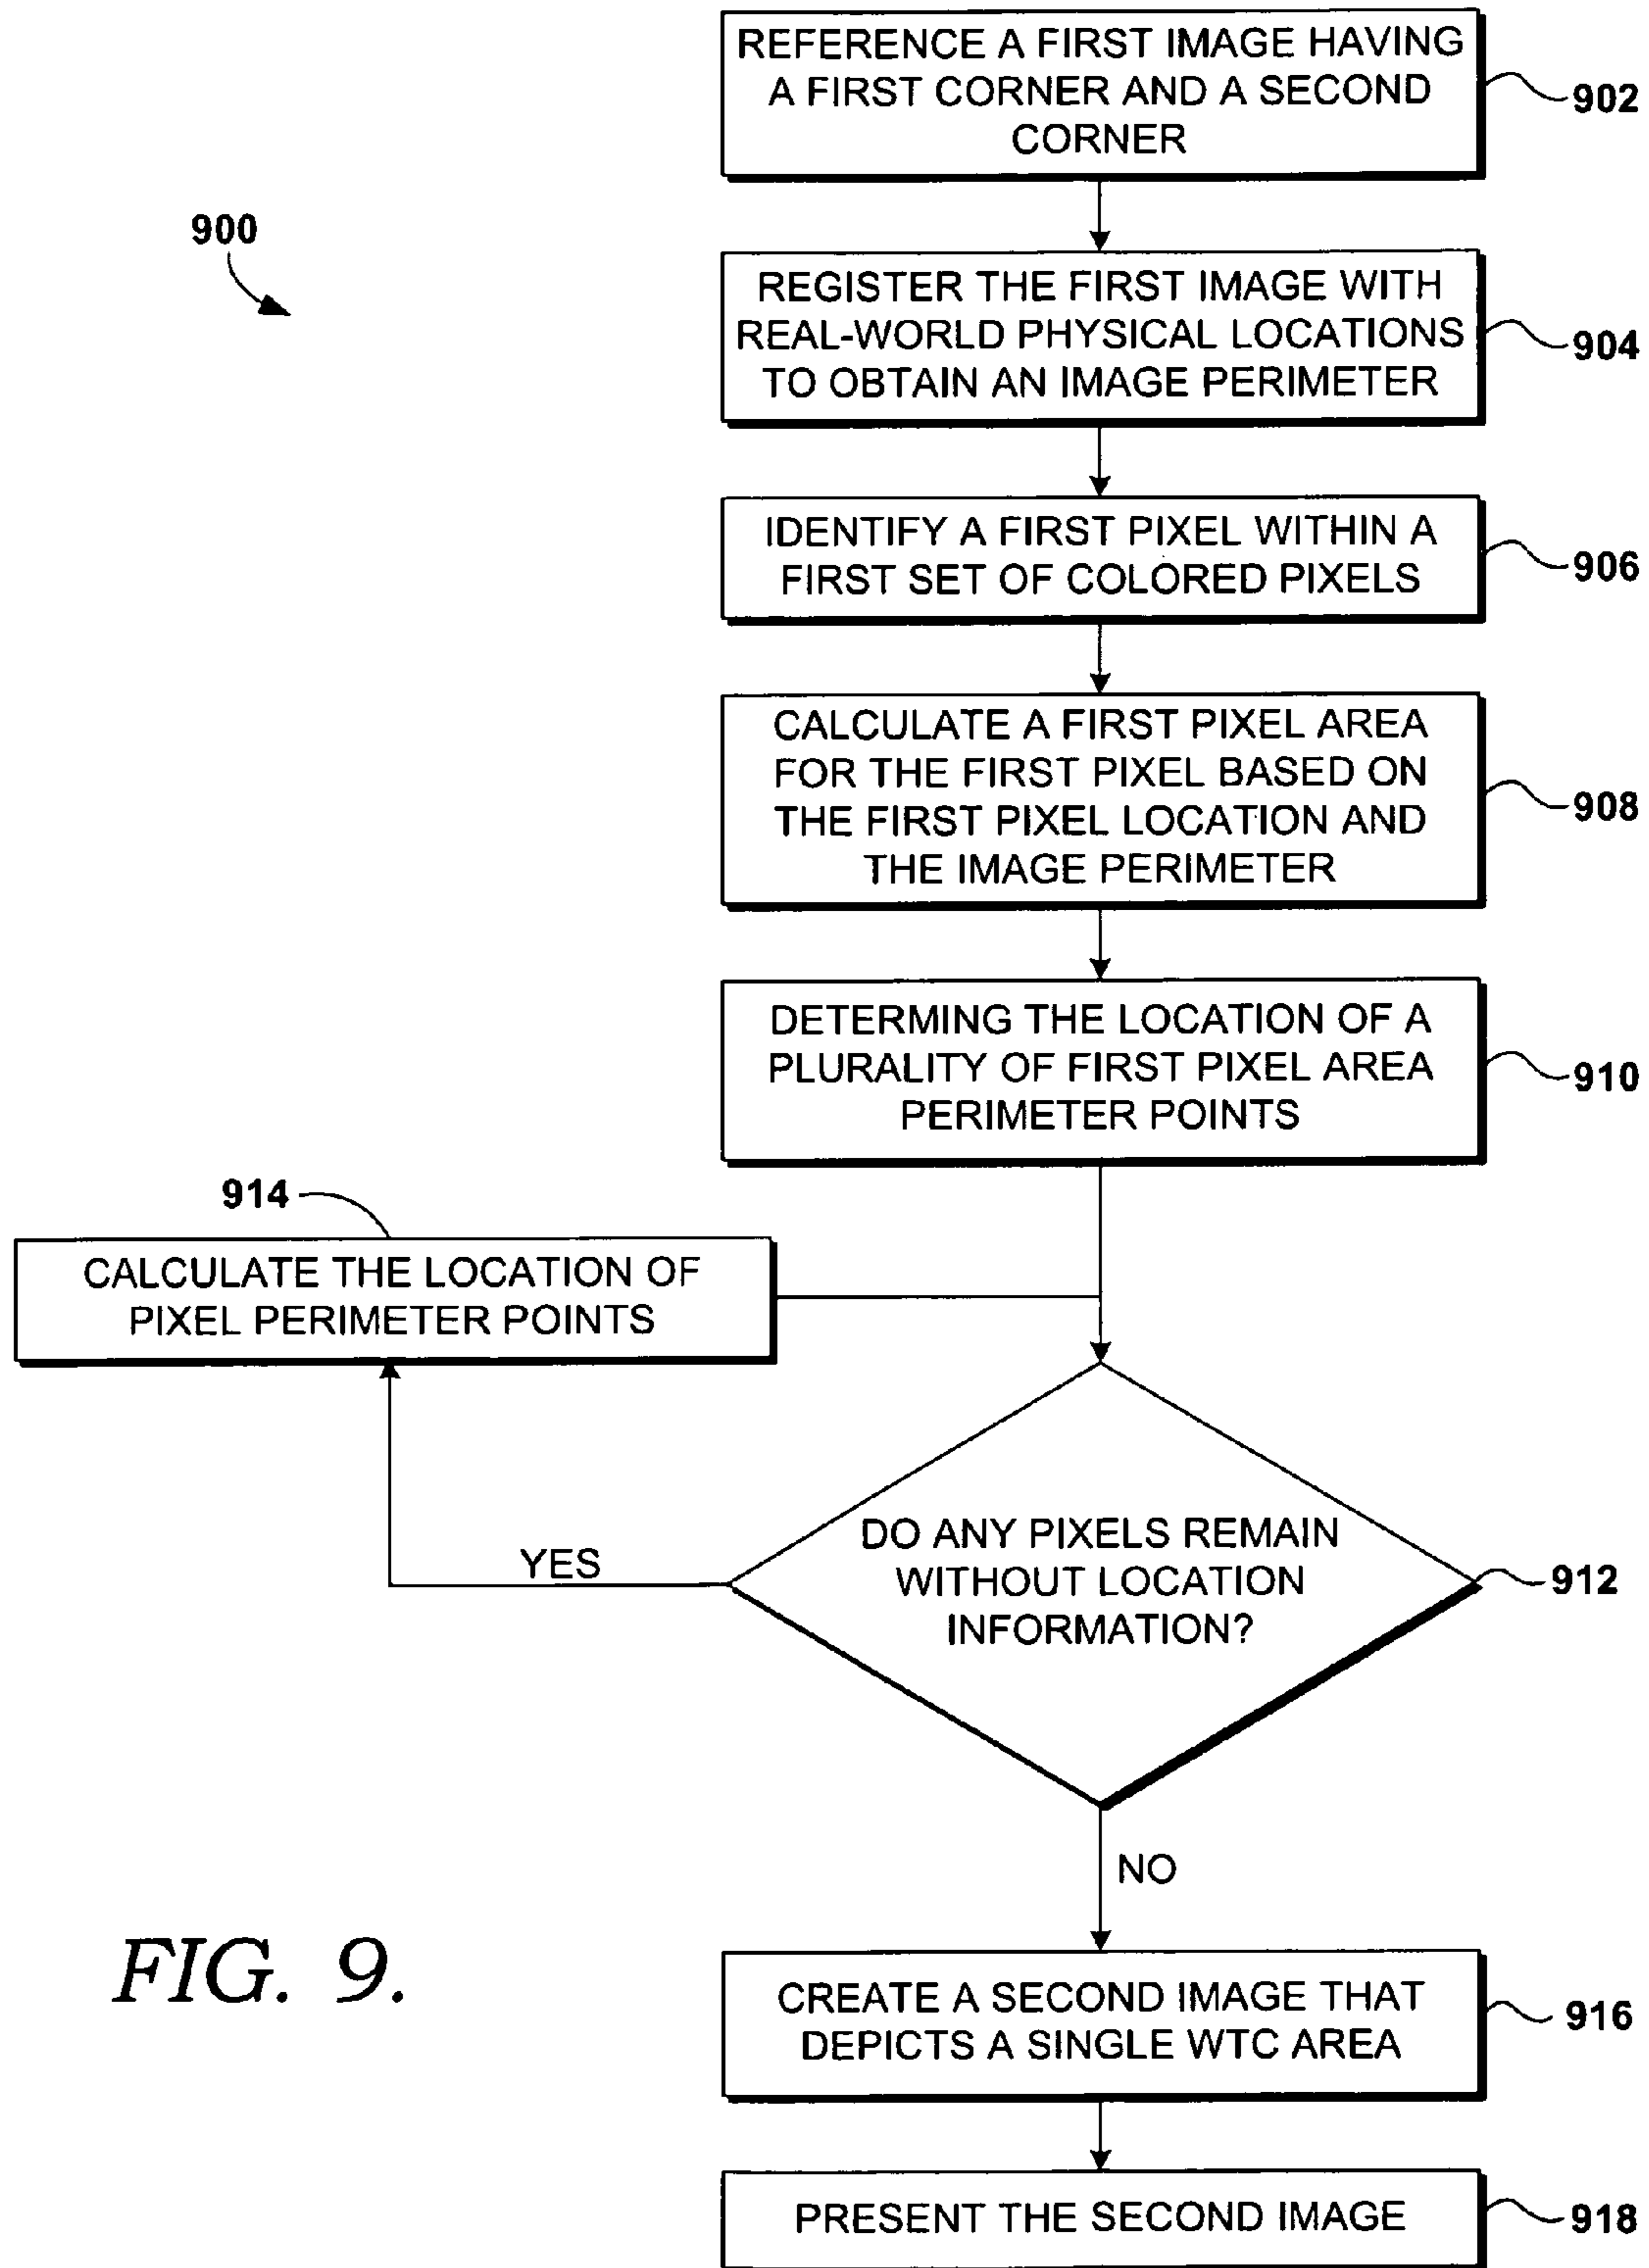 REFERENCE A FIRST IMAGE HAVING
A FIRST CORNER AND A SECOND
CORNER
902
900
REGISTER THE FIRST IMAGE WITH
REAL-WORLD PHYSICAL LOCATIONS
TO OBTAIN AN IMAGE PERIMETER
904
IDENTIFY A FIRST PIXEL WITHIN A
FIRST SET OF COLORED PIXELS
906
CALCULATE A FIRST PIXEL AREA
FOR THE FIRST PIXEL BASED ON
THE FIRST PIXEL LOCATION AND
THE IMAGE PERIMETER
908
DETERMING THE LOCATION OF A
PLURALITY OF FIRST PIXEL AREA
PERIMETER POINTS
910
914
CALCULATE THE LOCATION OF
PIXEL PERIMETER POINTS
YES
DO ANY PIXELS REMAIN
WITHOUT LOCATION
INFORMATION?
912
NO
FIG. 9.
CREATE A SECOND IMAGE THAT
DEPICTS A SINGLE WTC AREA
916
PRESENT THE SECOND IMAGE
918